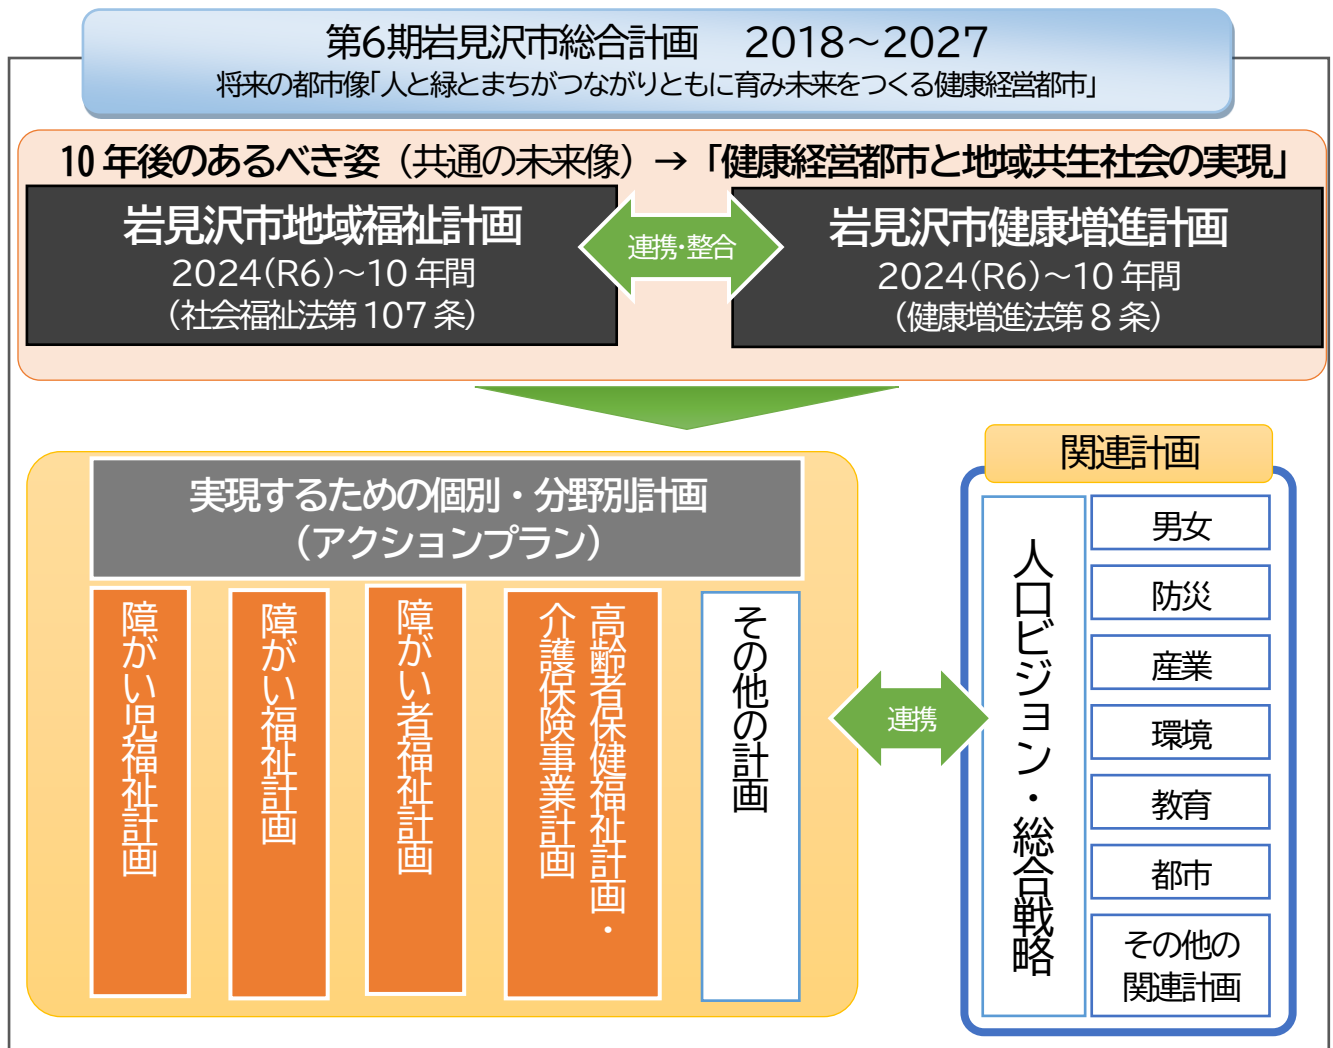 第6期岩見沢市総合計画　2018～2027
将来の都市像「人と緑とまちがつながりともに育み未来をつくる健康経営都市」
10 年後のあるべき姿（共通の未来像）→「健康経営都市と地域共生社会の実現」
岩見沢市地域福祉計画
2024(R6)～10 年間
（社会福祉法第 107 条）
連携・整合
岩見沢市健康増進計画
2024(R6)～10 年間
（健康増進法第 8 条）
実現するための個別・分野別計画
（アクションプラン）
障がい児福祉計画
障がい福祉計画
障がい者福祉計画
高齢者保健福祉計画・
介護保険事業計画
その他の計画
連携
関連計画
人口ビジョン・総合戦略
男女
防災
産業
環境
教育
都市
その他の
関連計画